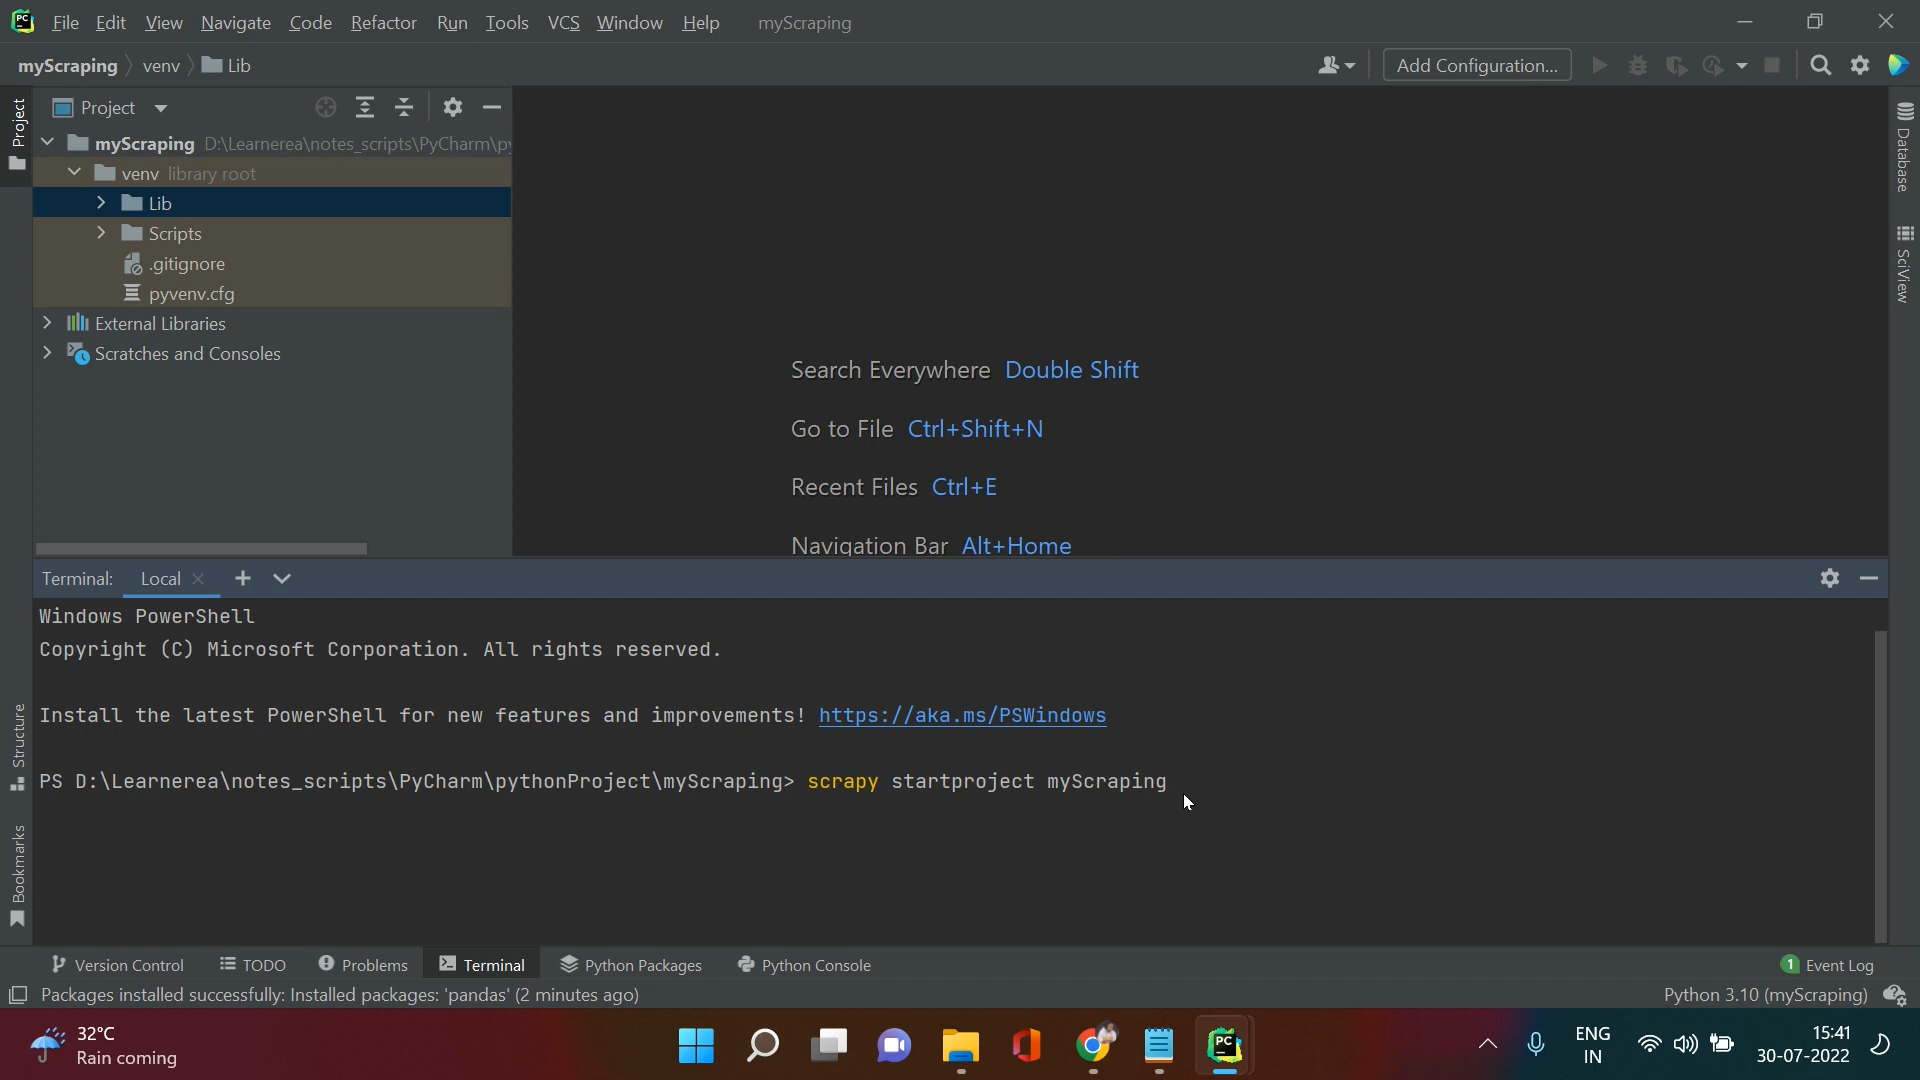 PC File Edit View Navigate Code Refactor Run Tools VCS Window Help myScraping
myScraping venv Lib
Add Configuration...
Project
Project
myScraping D:\Learnerea\notes_scripts\PyCharm\py
venv library root
Lib
Scripts
.gitignore
pyvenv.cfg
External Libraries
Scratches and Consoles
Database
SciView
Search Everywhere Double Shift
Go to File Ctrl+Shift+N
Recent Files Ctrl+E
Navigation Bar Alt+Home
Terminal: Local
Windows PowerShell
Copyright (C) Microsoft Corporation. All rights reserved.
Install the latest PowerShell for new features and improvements! https://aka.ms/PSWindows
PS D:\Learnerea\notes_scripts\PyCharm\pythonProject\myScraping> scrapy startproject myScraping
Structure
Bookmarks
Version Control TODO Problems Terminal Python Packages Python Console 1 Event Log
Packages installed successfully: Installed packages: 'pandas' (2 minutes ago) Python 3.10 (myScraping)
32°C
Rain coming
PC
ENG
IN
15:41
30-07-2022